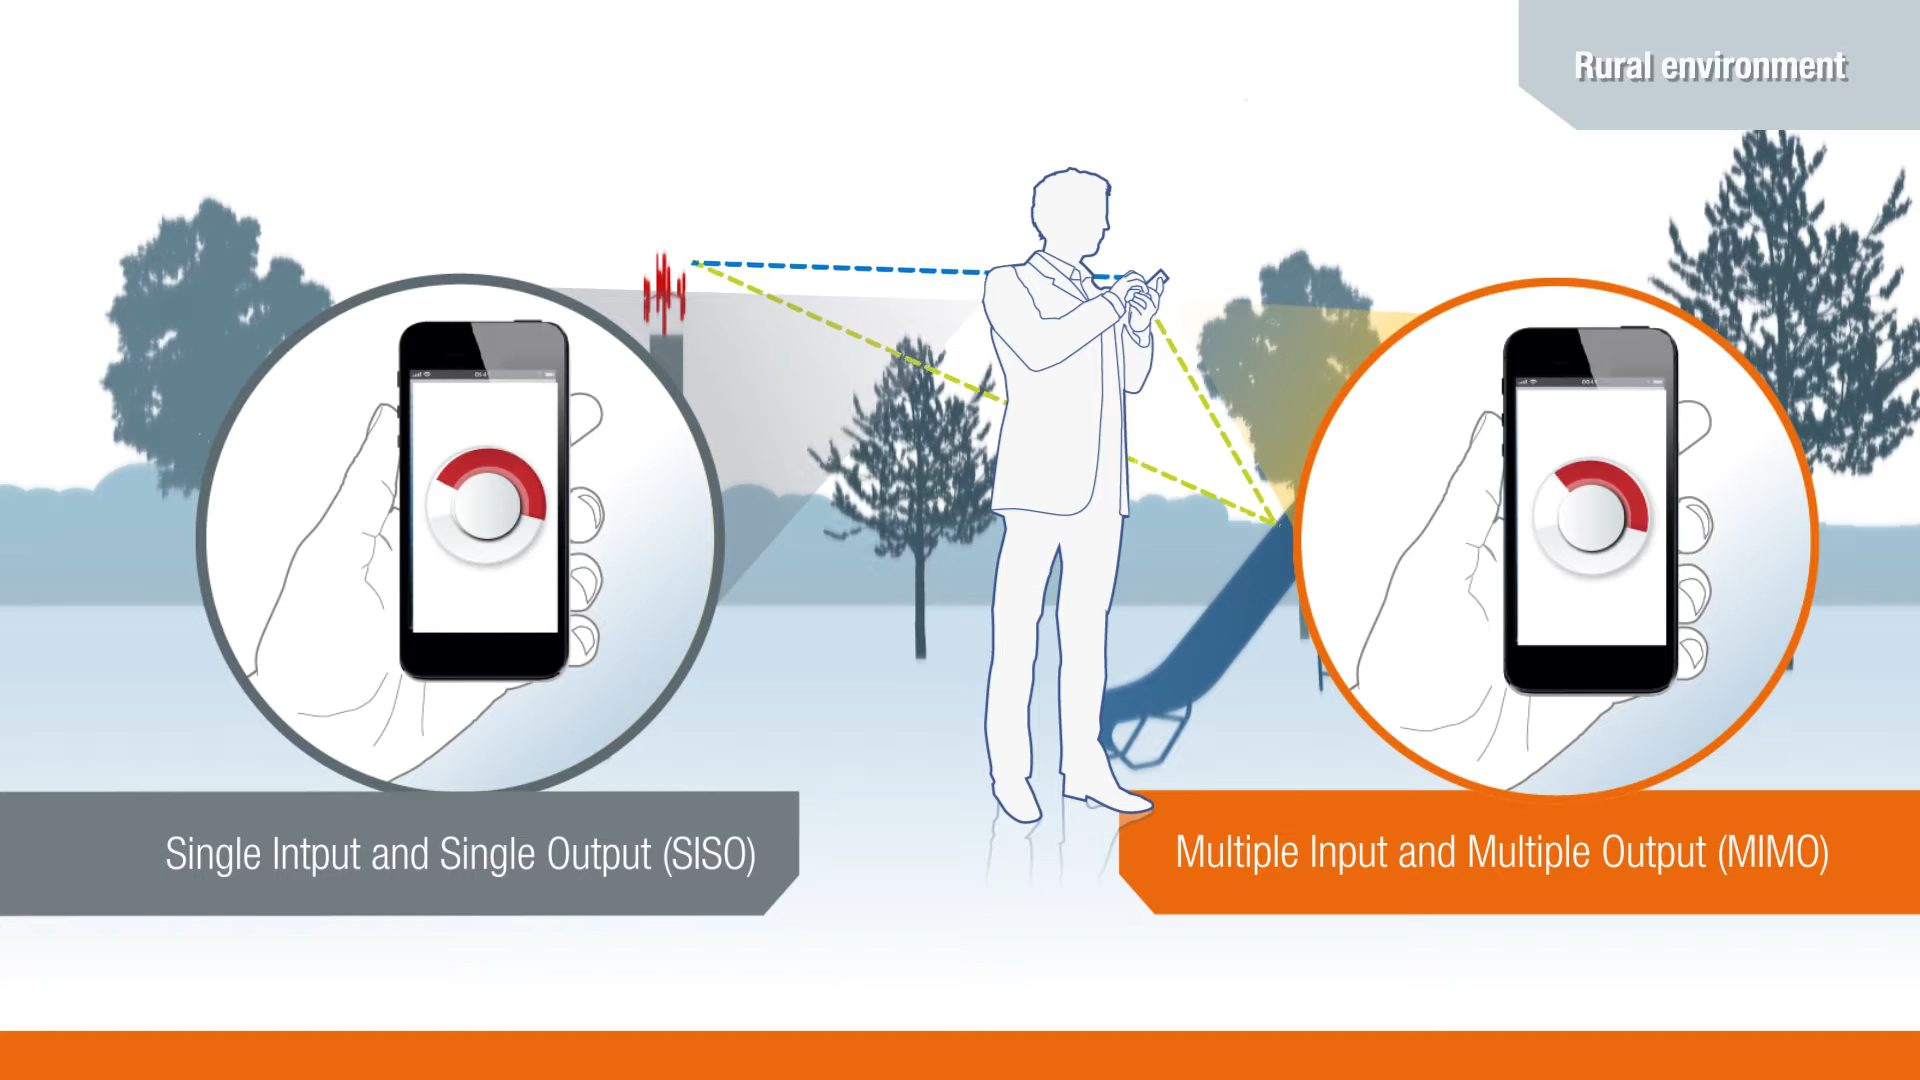 Rural environment
Single Intput and Single Output (SISO)
Multiple Input and Multiple Output (MIMO)